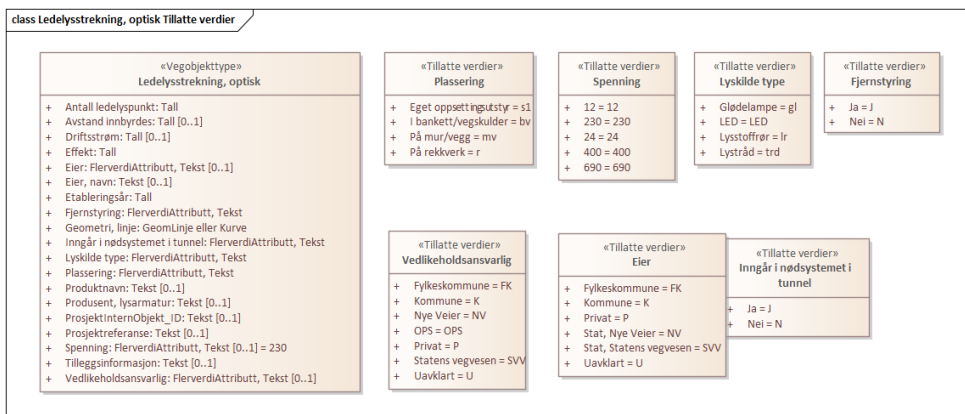 class Ledelysstrekning, optisk Tillatte verdier
«Vegobjekttype»
Ledelysstrekning, optisk
+ Antall ledelyspunkt: Tall
+ Avstand innbyrdes: Tall [0..1]
+ Driftsstrøm: Tall [0..1]
+ Effekt: Tall
+ Eier: FlerverdiAttributt, Tekst [0..1]
+ Eier, navn: Tekst [0..1]
+ Etableringsår: Tall
+ Fjernstyring: FlerverdiAttributt, Tekst
+ Geometri, linje: GeomLinje eller Kurve
+ Inngår i nødsystemet i tunnel: FlerverdiAttributt, Tekst
+ Lyskilde type: FlerverdiAttributt, Tekst
+ Plassering: FlerverdiAttributt, Tekst
+ Produktnavn: Tekst [0..1]
+ Produsent, lysarmatur: Tekst [0..1]
+ ProsjektInternObjekt_ID: Tekst [0..1]
+ Prosjektreferanse: Tekst [0..1]
+ Spenning: FlerverdiAttributt, Tekst [0..1] = 230
+ Tilleggsinformasjon: Tekst [0..1]
+ Vedlikeholdsansvarlig: FlerverdiAttributt, Tekst [0..1]
«Tillatte verdier»
Plassering
+ Eget oppsettingsutstyr = s1
+ I bankett/vegskulder = bv
+ På mur/vegg = mv
+ På rekkverk = r
«Tillatte verdier»
Spenning
+ 12 = 12
+ 230 = 230
+ 24 = 24
+ 400 = 400
+ 690 = 690
«Tillatte verdier»
Lyskilde type
+ Glødelampe = gl
+ LED = LED
+ Lysstoffrør = lr
+ Lystråd = trd
«Tillatte verdier»
Fjernstyring
+ Ja = J
+ Nei = N
«Tillatte verdier»
Vedlikeholdsansvarlig
+ Fylkeskommune = FK
+ Kommune = K
+ Nye Veier = NV
+ OPS = OPS
+ Privat = P
+ Statens vegvesen = SVV
+ Uavklart = U
«Tillatte verdier»
Eier
+ Fylkeskommune = FK
+ Kommune = K
+ Privat = P
+ Stat, Nye Veier = NV
+ Stat, Statens vegvesen = SVV
+ Uavklart = U
«Tillatte verdier»
Inngår i nødsystemet i
tunnel
+ Ja = J
+ Nei = N